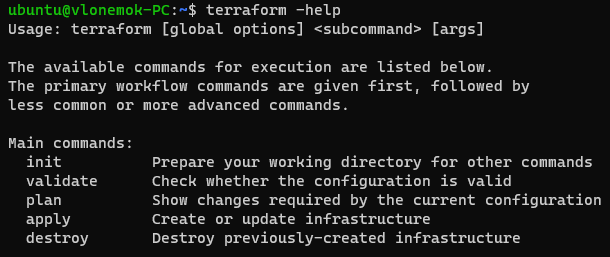 ubuntu@vlonemok-PC:~$ terraform -help
Usage: terraform [global options] <subcommand> [args]

The available commands for execution are listed below.
The primary workflow commands are given first, followed by
less common or more advanced commands.

Main commands:
  init          Prepare your working directory for other commands
  validate      Check whether the configuration is valid
  plan          Show changes required by the current configuration
  apply         Create or update infrastructure
  destroy       Destroy previously-created infrastructure